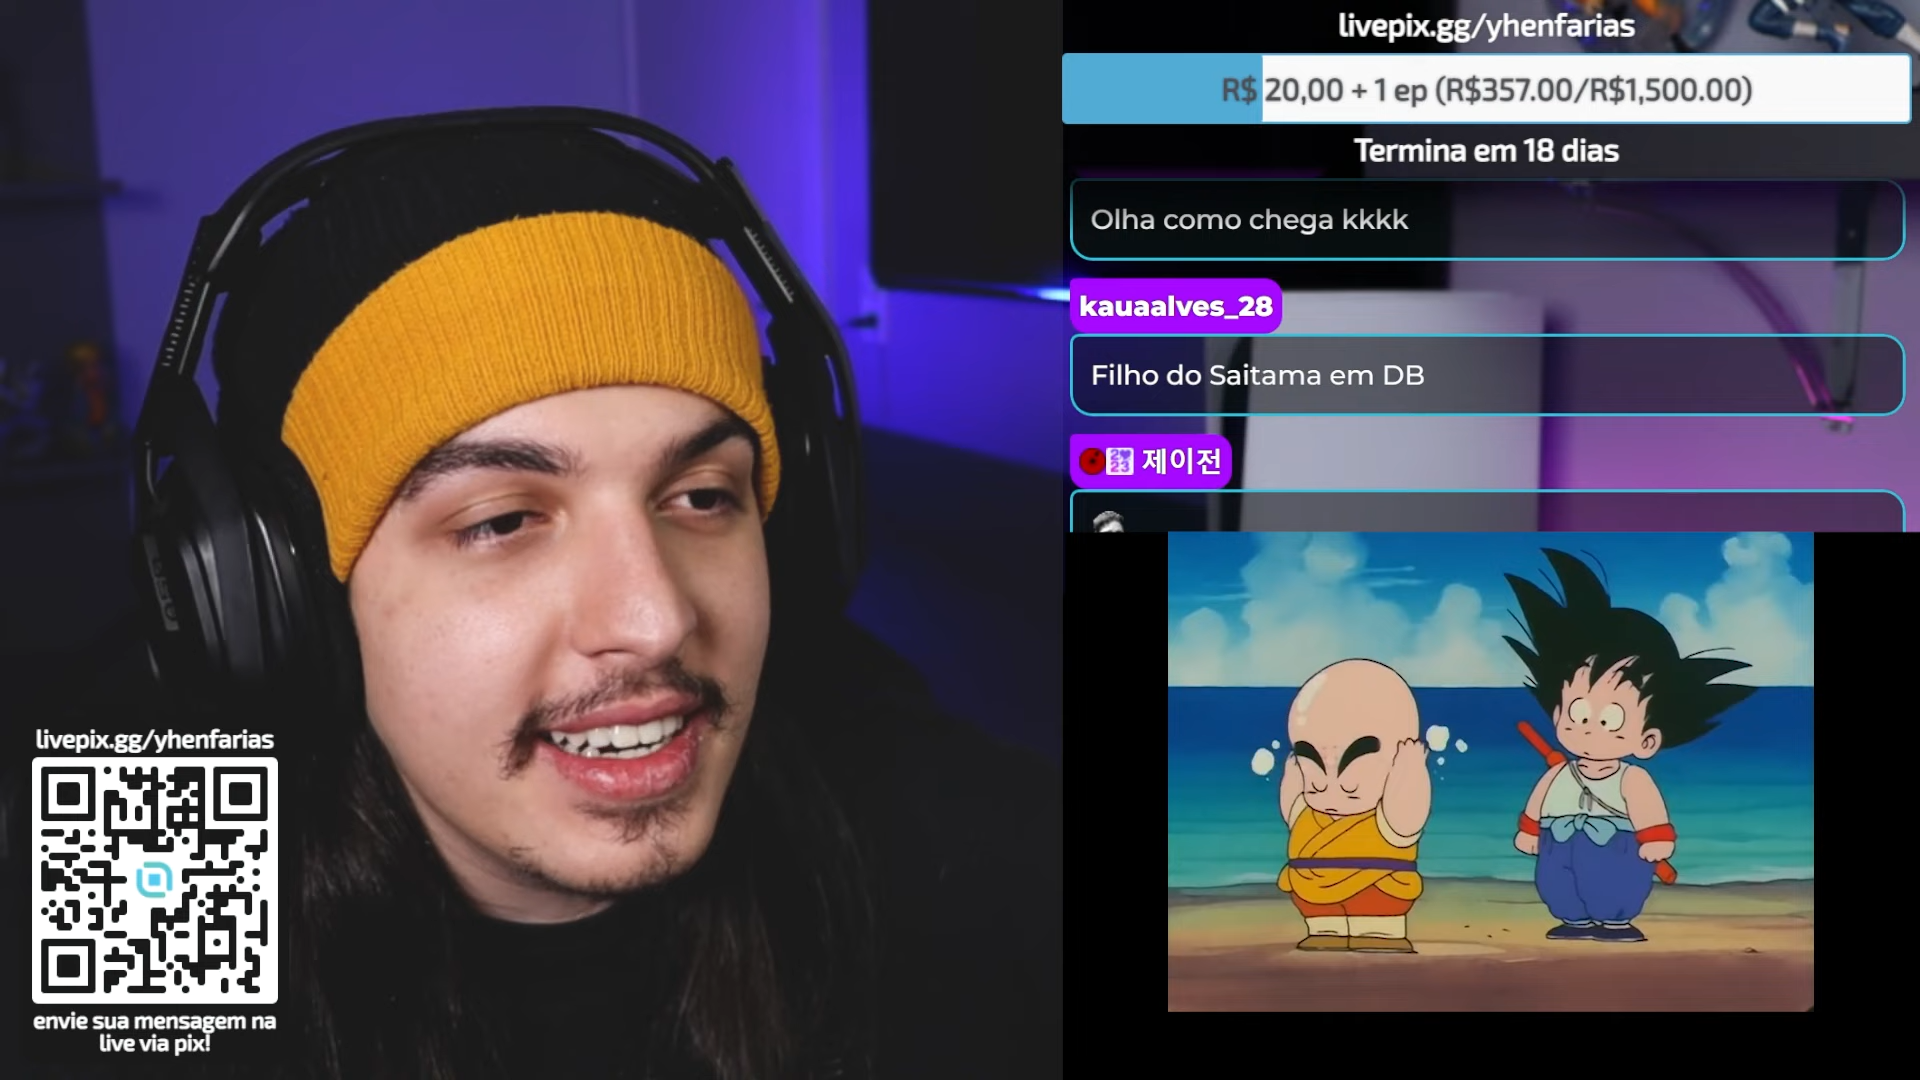 livepix.gg/yhenfarias
R$ 20,00 + 1 ep (R$357.00/R$1,500.00)
Termina em 18 dias
Olha como chega kkkk
kauaalves_28
Filho do Saitama em DB
제이전
livepix.gg/yhenfarias
envie sua mensagem na
live via pix!